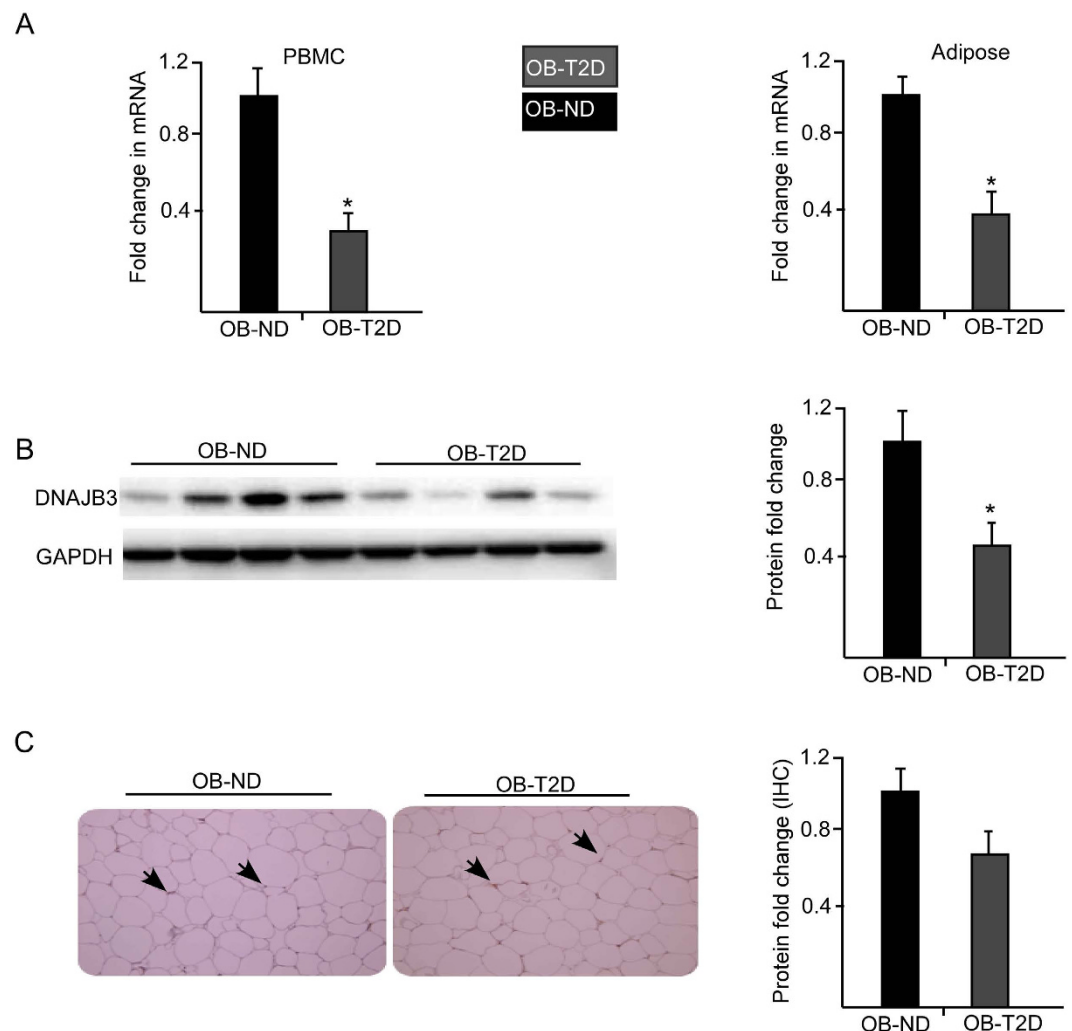 A
PBMC
Fold change in mRNA
1.2
0.8
0.4
*
OB-ND
OB-T2D
OB-T2D
OB-ND
Adipose
Fold change in mRNA
1.2
0.8
0.4
*
OB-ND
OB-T2D
B
OB-ND
OB-T2D
DNAJB3
GAPDH
Protein fold change
1.2
0.8
0.4
*
OB-ND
OB-T2D
C
OB-ND
OB-T2D
Protein fold change (IHC)
1.2
0.8
0.4
OB-ND
OB-T2D